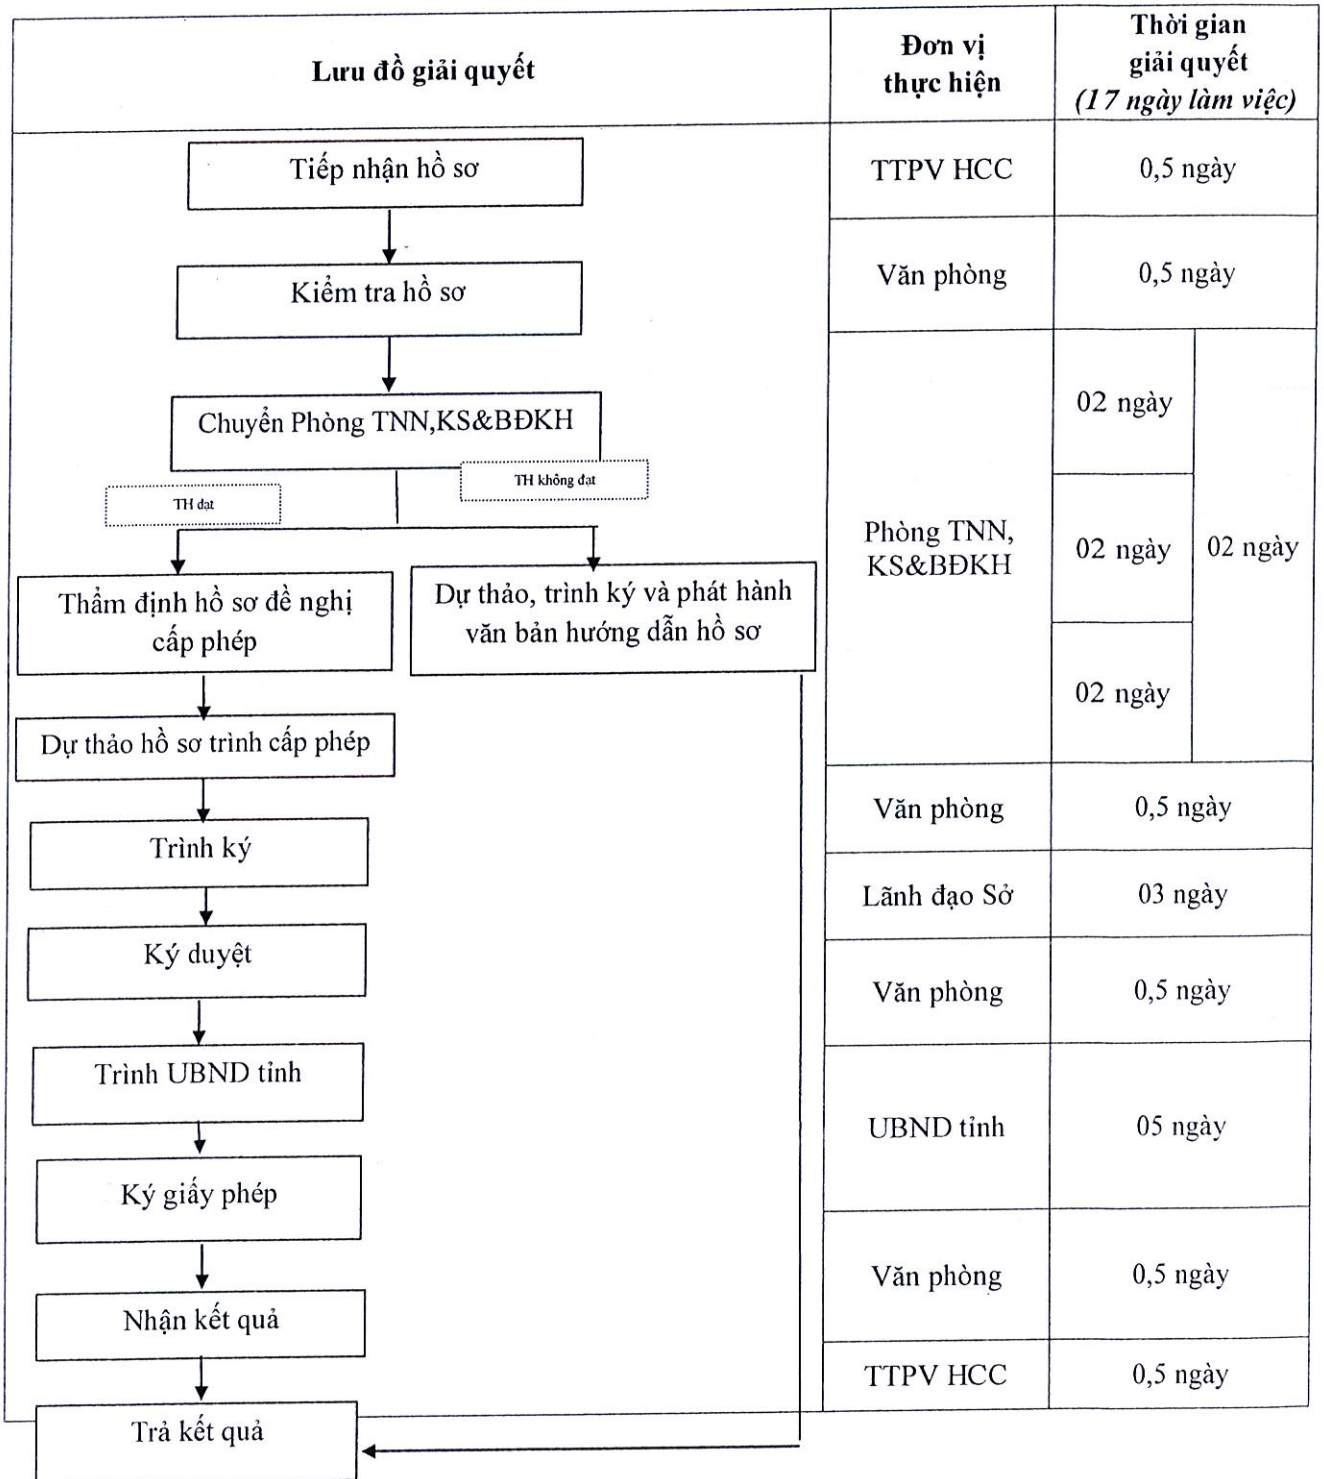 Lưu đồ giải quyết
Đơn vị
thực hiện
Thời gian
giải quyết
(17 ngày làm việc)
Tiếp nhận hồ sơ
TTPV HCC
0,5 ngày
Kiểm tra hồ sơ
Văn phòng
0,5 ngày
Chuyển Phòng TNN,KS&BĐKH
TH đạt
TH không đạt
Thẩm định hồ sơ đề nghị
cấp phép
Dự thảo, trình ký và phát hành
văn bản hướng dẫn hồ sơ
Dự thảo hồ sơ trình cấp phép
Phòng TNN,
KS&BĐKH
02 ngày
02 ngày
02 ngày
02 ngày
Trình ký
Văn phòng
0,5 ngày
Ký duyệt
Lãnh đạo Sở
03 ngày
Trình UBND tỉnh
Văn phòng
0,5 ngày
Ký giấy phép
UBND tỉnh
05 ngày
Nhận kết quả
Văn phòng
0,5 ngày
Trả kết quả
TTPV HCC
0,5 ngày